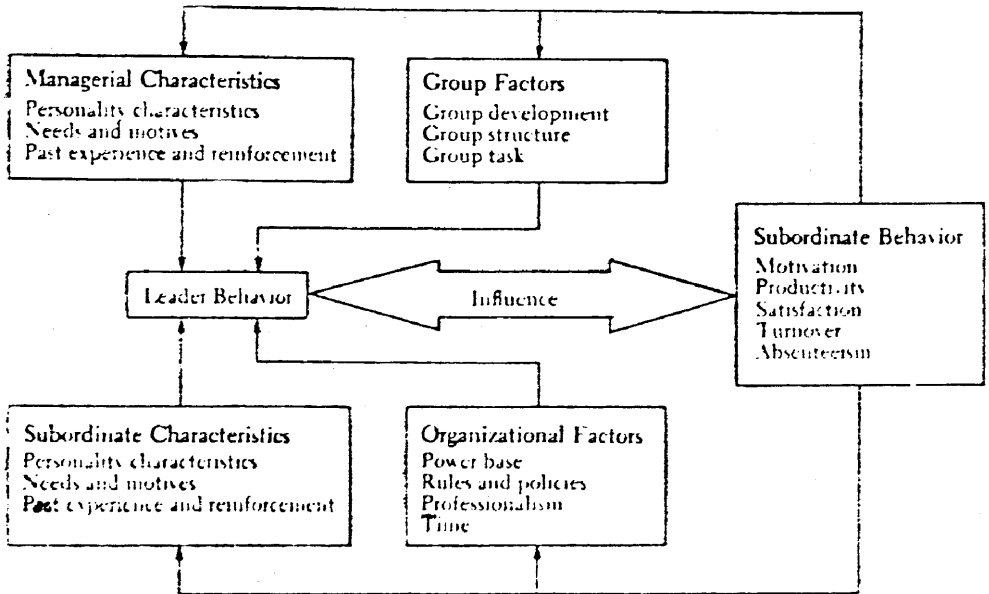 Managerial Characteristics
Personality characteristics
Needs and motives
Past experience and reinforcement
Group Factors
Group development
Group structure
Group task
Subordinate Behavior
Motivation
Productivity
Satisfaction
Turnover
Absenteeism
Leader Behavior
Influence
Subordinate Characteristics
Personality characteristics
Needs and motives
Past experience and reinforcement
Organizational Factors
Power base
Rules and policies
Professionalism
Time